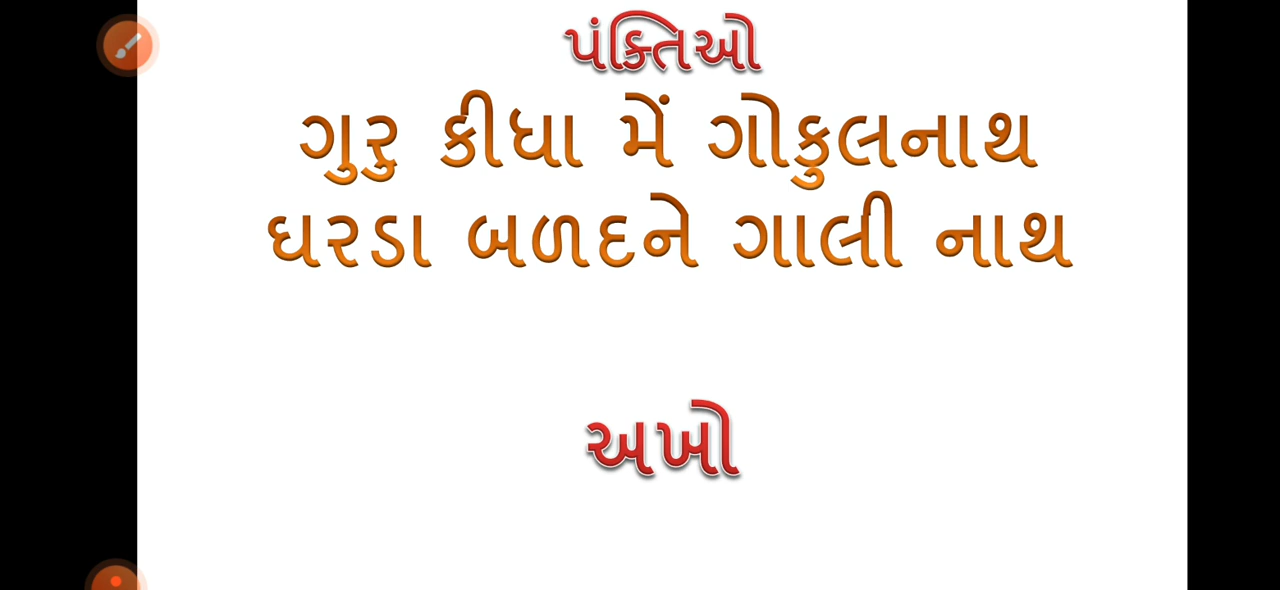 પંક્તિઓ
ગુરુ કીધા મેં ગોકુલનાથ
ઘરડા બળદને ગાલી નાથ
અખો